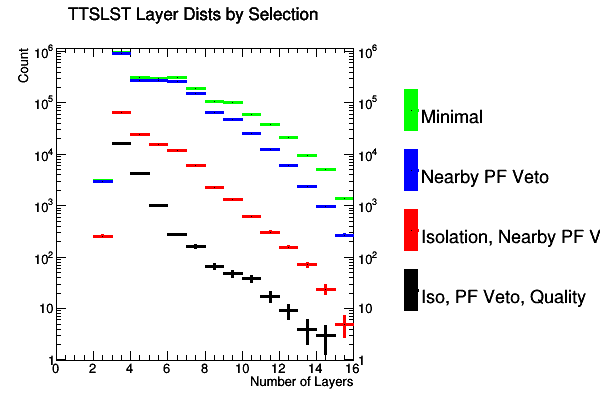 TTSLST Layer Dists by Selection
Count
10^6
10^5
10^4
10^3
10^2
10
1
10^6
10^5
10^4
10^3
10^2
10
1
0 2 4 6 8 10 12 14 16
Number of Layers
Minimal
Nearby PF Veto
Isolation, Nearby PF V
Iso, PF Veto, Quality